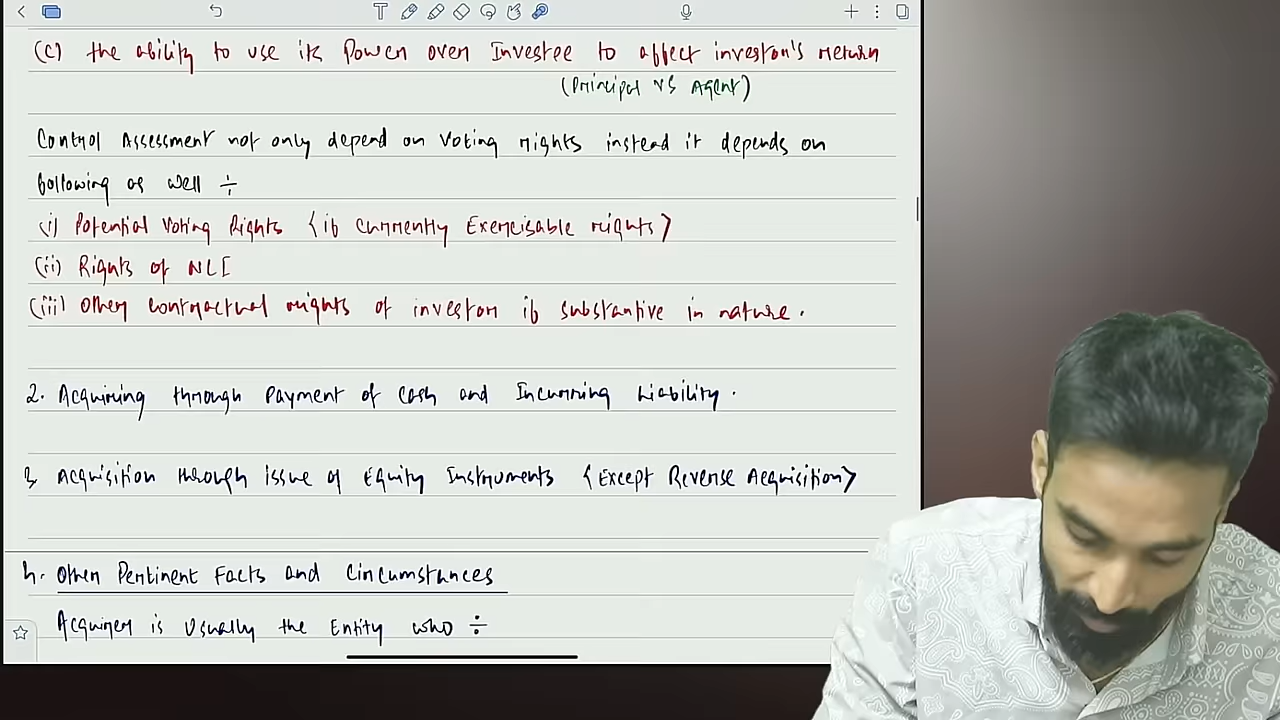 (c) the ability to use its Power over Investee to affect investor's return
(Principal vs Agent)
Control Assessment not only depend on Voting rights instead it depends on
following as well ÷
(i) Potential Voting Rights {if currently Exercisable rights}
(ii) Rights of NCI
(iii) Other contractual rights of investor if substantive in nature.
2. Acquiring through Payment of Cash and Incurring Liability.
3. Acquisition through issue of Equity Instruments {Except Reverse Acquisition}
4. Other Pertinent Facts and Circumstances
Acquirer is Usually the Entity who ÷